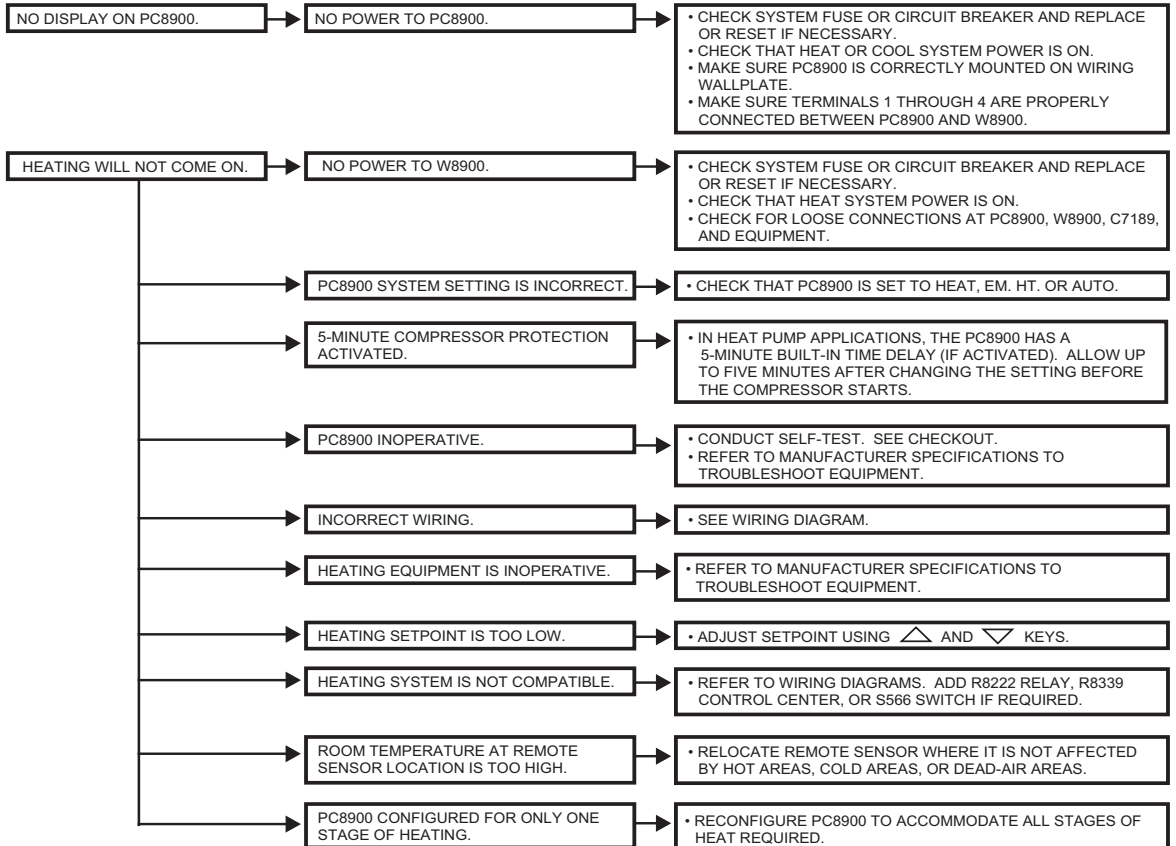 NO DISPLAY ON PC8900.
NO POWER TO PC8900.
• CHECK SYSTEM FUSE OR CIRCUIT BREAKER AND REPLACE
OR RESET IF NECESSARY.
• CHECK THAT HEAT OR COOL SYSTEM POWER IS ON.
• MAKE SURE PC8900 IS CORRECTLY MOUNTED ON WIRING
WALLPLATE.
• MAKE SURE TERMINALS 1 THROUGH 4 ARE PROPERLY
CONNECTED BETWEEN PC8900 AND W8900.
HEATING WILL NOT COME ON.
NO POWER TO W8900.
• CHECK SYSTEM FUSE OR CIRCUIT BREAKER AND REPLACE
OR RESET IF NECESSARY.
• CHECK THAT HEAT SYSTEM POWER IS ON.
• CHECK FOR LOOSE CONNECTIONS AT PC8900, W8900, C7189,
AND EQUIPMENT.
PC8900 SYSTEM SETTING IS INCORRECT.
• CHECK THAT PC8900 IS SET TO HEAT, EM. HT. OR AUTO.
5-MINUTE COMPRESSOR PROTECTION
ACTIVATED.
• IN HEAT PUMP APPLICATIONS, THE PC8900 HAS A
5-MINUTE BUILT-IN TIME DELAY (IF ACTIVATED). ALLOW UP
TO FIVE MINUTES AFTER CHANGING THE SETTING BEFORE
THE COMPRESSOR STARTS.
PC8900 INOPERATIVE.
• CONDUCT SELF-TEST. SEE CHECKOUT.
• REFER TO MANUFACTURER SPECIFICATIONS TO
TROUBLESHOOT EQUIPMENT.
INCORRECT WIRING.
• SEE WIRING DIAGRAM.
HEATING EQUIPMENT IS INOPERATIVE.
• REFER TO MANUFACTURER SPECIFICATIONS TO
TROUBLESHOOT EQUIPMENT.
HEATING SETPOINT IS TOO LOW.
• ADJUST SETPOINT USING AND KEYS.
HEATING SYSTEM IS NOT COMPATIBLE.
• REFER TO WIRING DIAGRAMS. ADD R8222 RELAY, R8339
CONTROL CENTER, OR S566 SWITCH IF REQUIRED.
ROOM TEMPERATURE AT REMOTE
SENSOR LOCATION IS TOO HIGH.
• RELOCATE REMOTE SENSOR WHERE IT IS NOT AFFECTED
BY HOT AREAS, COLD AREAS, OR DEAD-AIR AREAS.
PC8900 CONFIGURED FOR ONLY ONE
STAGE OF HEATING.
• RECONFIGURE PC8900 TO ACCOMMODATE ALL STAGES OF
HEAT REQUIRED.